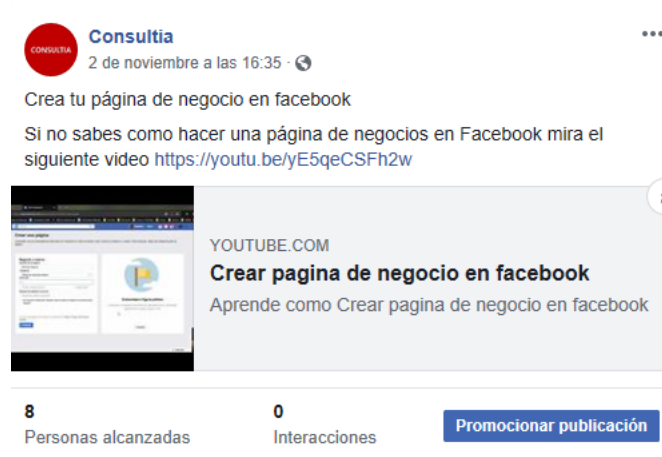 CONSULTIA
Consultia
2 de noviembre a las 16:35 ·
Crea tu página de negocio en facebook
Si no sabes como hacer una página de negocios en Facebook mira el
siguiente video https://youtu.be/yE5qeCSFh2w
YOUTUBE.COM
Crear pagina de negocio en facebook
Aprende como Crear pagina de negocio en facebook
8
Personas alcanzadas
0
Interacciones
Promocionar publicación